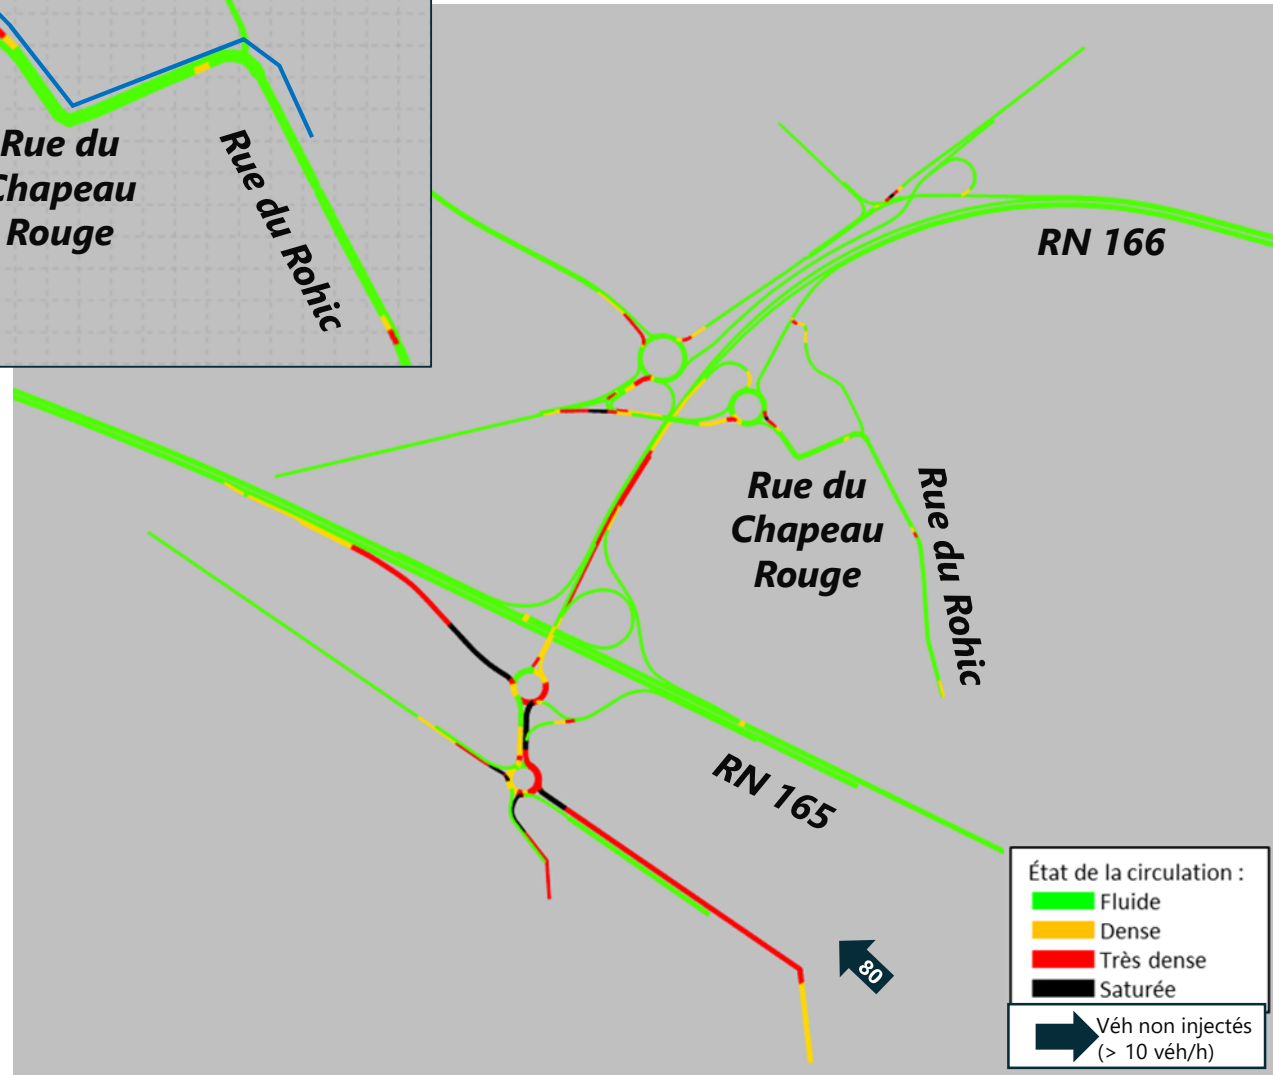 Rue du
Chapeau
Rouge
Rue du Rohic
RN 166
Rue du
Chapeau
Rouge
Rue du Rohic
RN 165
80
État de la circulation :
Fluide
Dense
Très dense
Saturée
Véh non injectés
(> 10 véh/h)